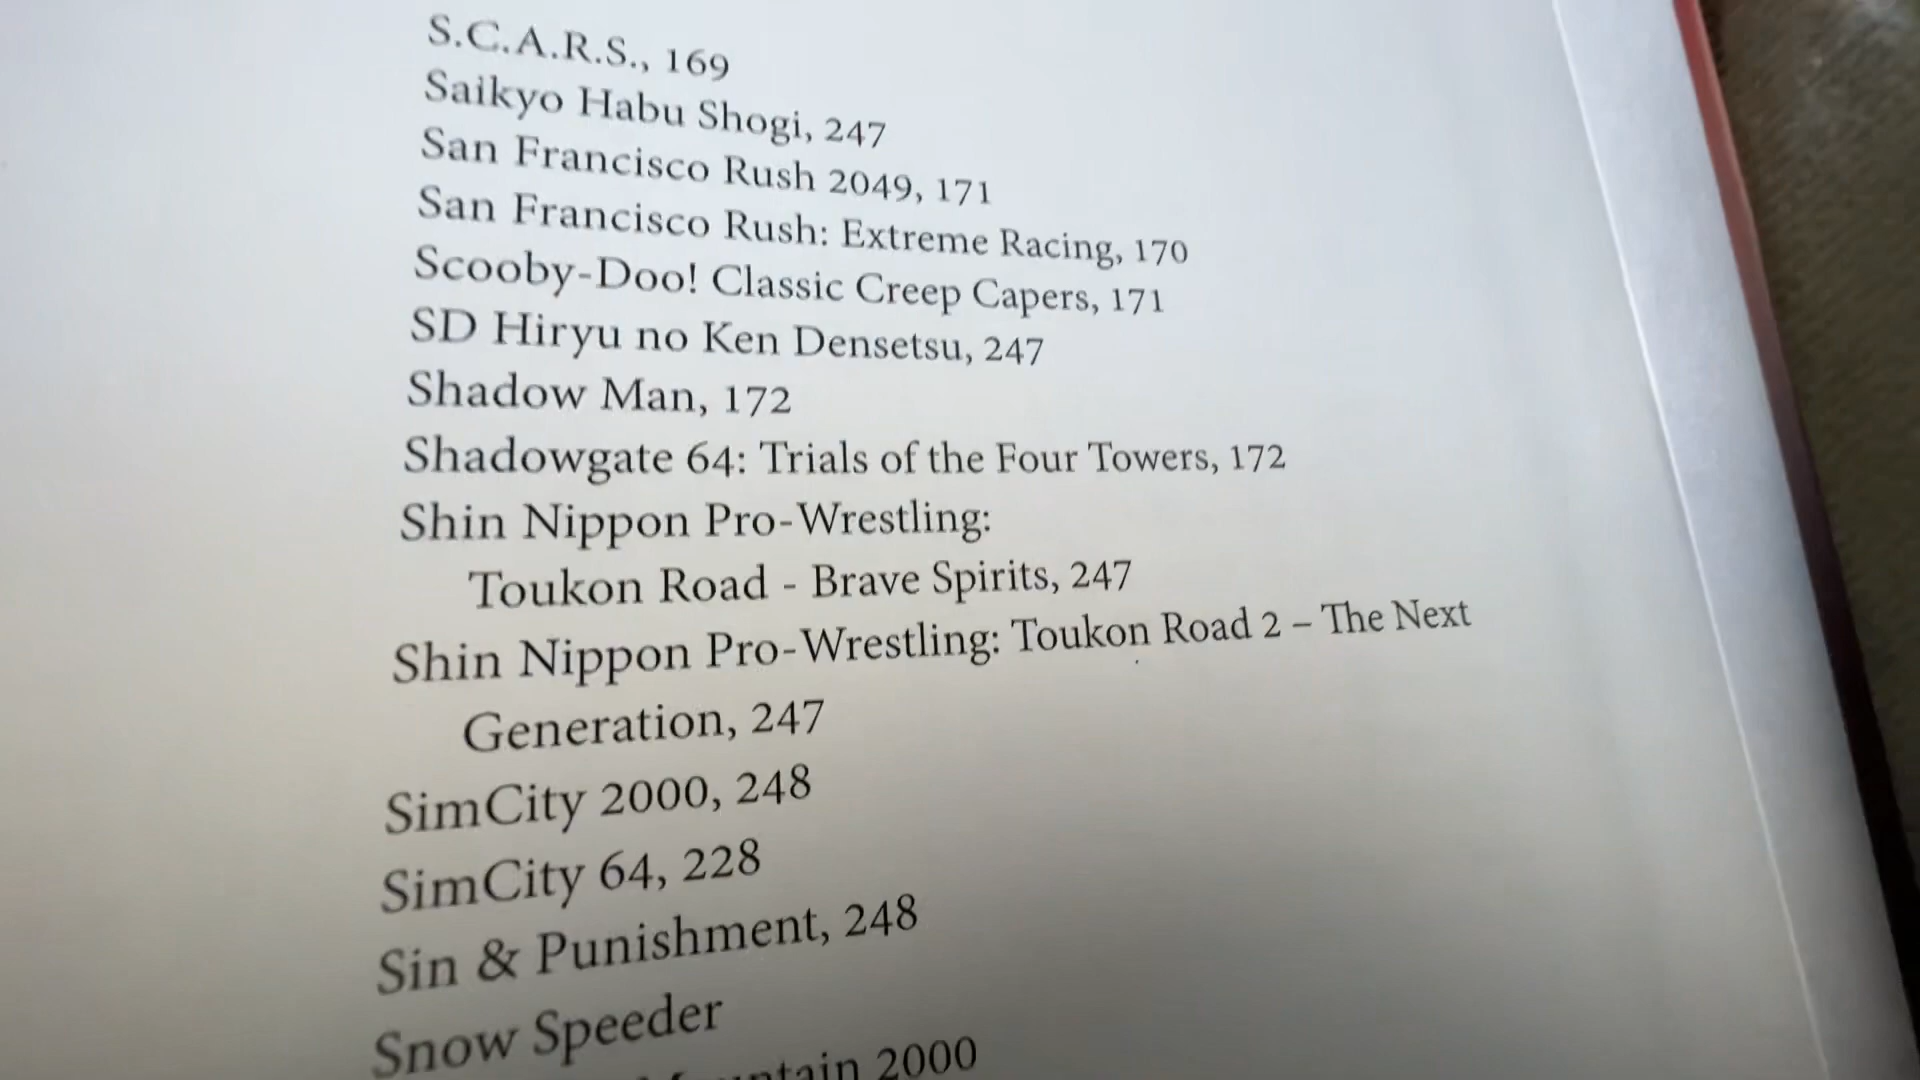 S.C.A.R.S., 169
Saikyo Habu Shogi, 247
San Francisco Rush 2049, 171
San Francisco Rush: Extreme Racing, 170
Scooby-Doo! Classic Creep Capers, 171
SD Hiryu no Ken Densetsu, 247
Shadow Man, 172
Shadowgate 64: Trials of the Four Towers, 172
Shin Nippon Pro-Wrestling:
Toukon Road - Brave Spirits, 247
Shin Nippon Pro-Wrestling: Toukon Road 2 – The Next
Generation, 247
SimCity 2000, 248
SimCity 64, 228
Sin & Punishment, 248
Snow Speeder
2000